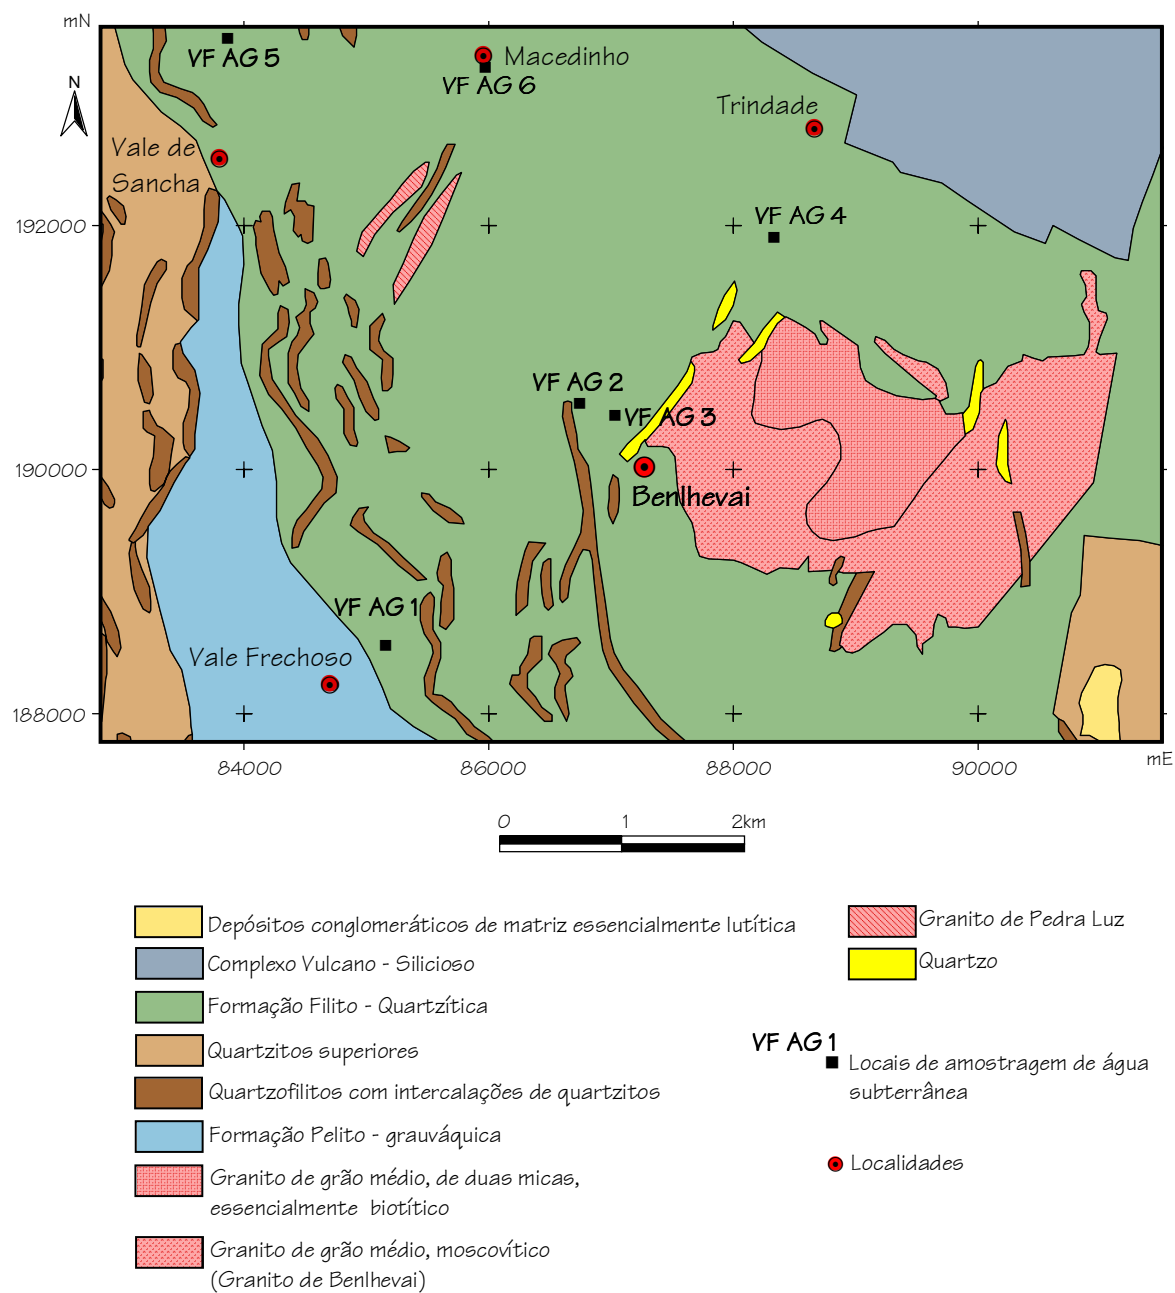 mN
VF AG 5
Macedinho
VF AG 6
N
Trindade
Vale de
Sancha
192000
VF AG 4
VF AG 2
VF AG 3
190000
Benlhevai
VF AG 1
Vale Frechoso
188000
84000
86000
88000
90000
mE
0 1 2km
Depósitos conglomeráticos de matriz essencialmente lutítica
Complexo Vulcano - Silicioso
Formação Filito - Quartzítica
Quartzitos superiores
Quartzofilitos com intercalações de quartzitos
Formação Pelito - grauváquica
Granito de grão médio, de duas micas,
essencialmente biotítico
Granito de grão médio, moscovítico
(Granito de Benlhevai)
Granito de Pedra Luz
Quartzo
VF AG 1
Locais de amostragem de água
subterrânea
Localidades